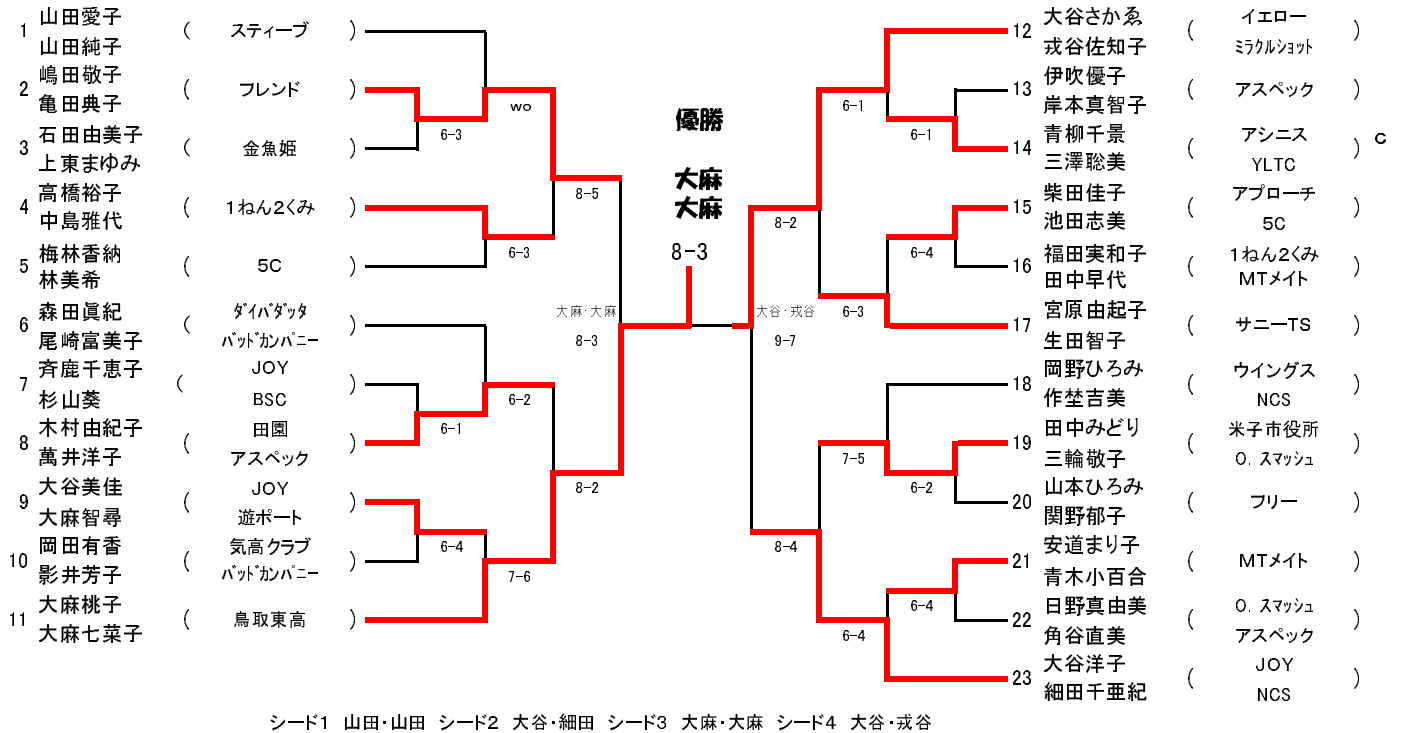 1 山田愛子 ( スティーブ )
山田純子
2 嶋田敬子 ( フレンド )
亀田典子
3 石田由美子 ( 金魚姫 )
上東まゆみ
4 高橋裕子 ( 1ねん2くみ )
中島雅代
5 梅林香納 ( 5C )
林美希
6 森田眞紀 ( ﾀﾞｲﾊﾞﾀﾞｯﾀ )
尾崎富美子 ﾊﾞｯﾄﾞｶﾝﾊﾟﾆｰ
7 斉鹿千恵子 ( JOY )
杉山葵 BSC
8 木村由紀子 ( 田園 )
萬井洋子 アスペック
9 大谷美佳 ( JOY )
大麻智尋 遊ポート
10 岡田有香 ( 気高クラブ )
影井芳子 ﾊﾞｯﾄﾞｶﾝﾊﾟﾆｰ
11 大麻桃子 ( 鳥取東高 )
大麻七菜子
wo
6-3
8-5
6-3
大麻・大麻
8-3
6-2
6-1
8-2
6-4
7-6
優勝
大麻
大麻
8-3
6-1
6-1
8-2
6-4
大谷・戎谷
6-3
9-7
7-5
6-2
8-4
6-4
6-4
12 大谷さかゑ ( イエロー )
戎谷佐知子 ﾐﾗｸﾙｼｮｯﾄ
13 伊吹優子 ( アスペック )
岸本真智子
14 青柳千景 ( アシニス ) c
三澤聡美 YLTC
15 柴田佳子 ( アプローチ )
池田志美 5C
16 福田実和子 ( 1ねん2くみ )
田中早代 MTメイト
17 宮原由起子 ( サニーTS )
生田智子
18 岡野ひろみ ( ウイングス )
作埜吉美 NCS
19 田中みどり ( 米子市役所 )
三輪敬子 O. ｽﾏｯｼｭ
20 山本ひろみ ( フリー )
関野郁子
21 安道まり子 ( MTメイト )
青木小百合
22 日野真由美 ( O. ｽﾏｯｼｭ )
角谷直美 アスペック
23 大谷洋子 ( JOY )
細田千亜紀 NCS
シード1 山田・山田 シード2 大谷・細田 シード3 大麻・大麻 シード4 大谷・戎谷